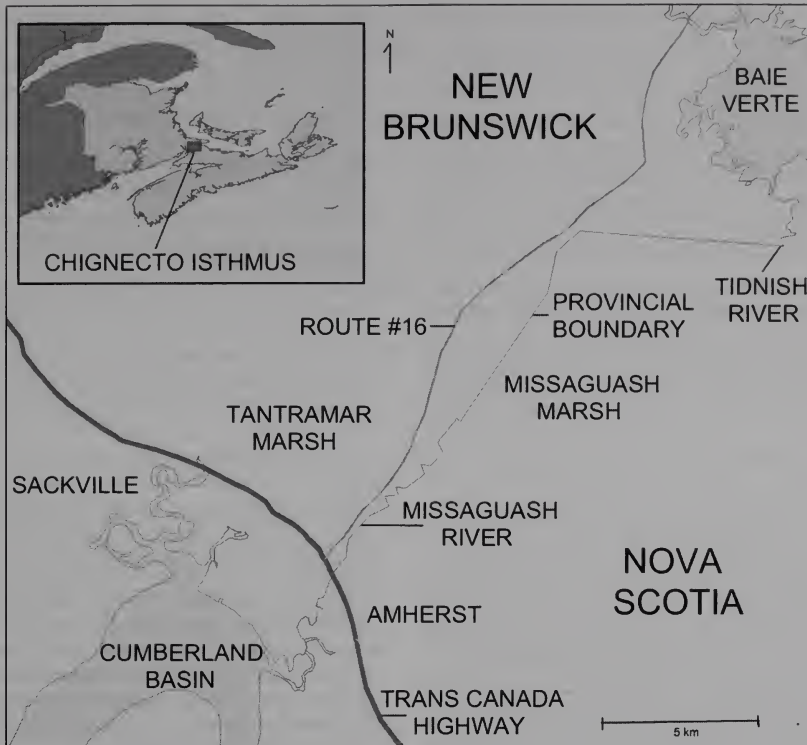 N
NEW
BRUNSWICK
BAIE
VERTE
CHIGNECTO ISTHMUS
TIDNISH
RIVER
PROVINCIAL
BOUNDARY
ROUTE #16
MISSAGUASH
MARSH
TANTRAMAR
MARSH
SACKVILLE
MISSAGUASH
RIVER
NOVA
SCOTIA
AMHERST
CUMBERLAND
BASIN
TRANS CANADA
HIGHWAY
5 km